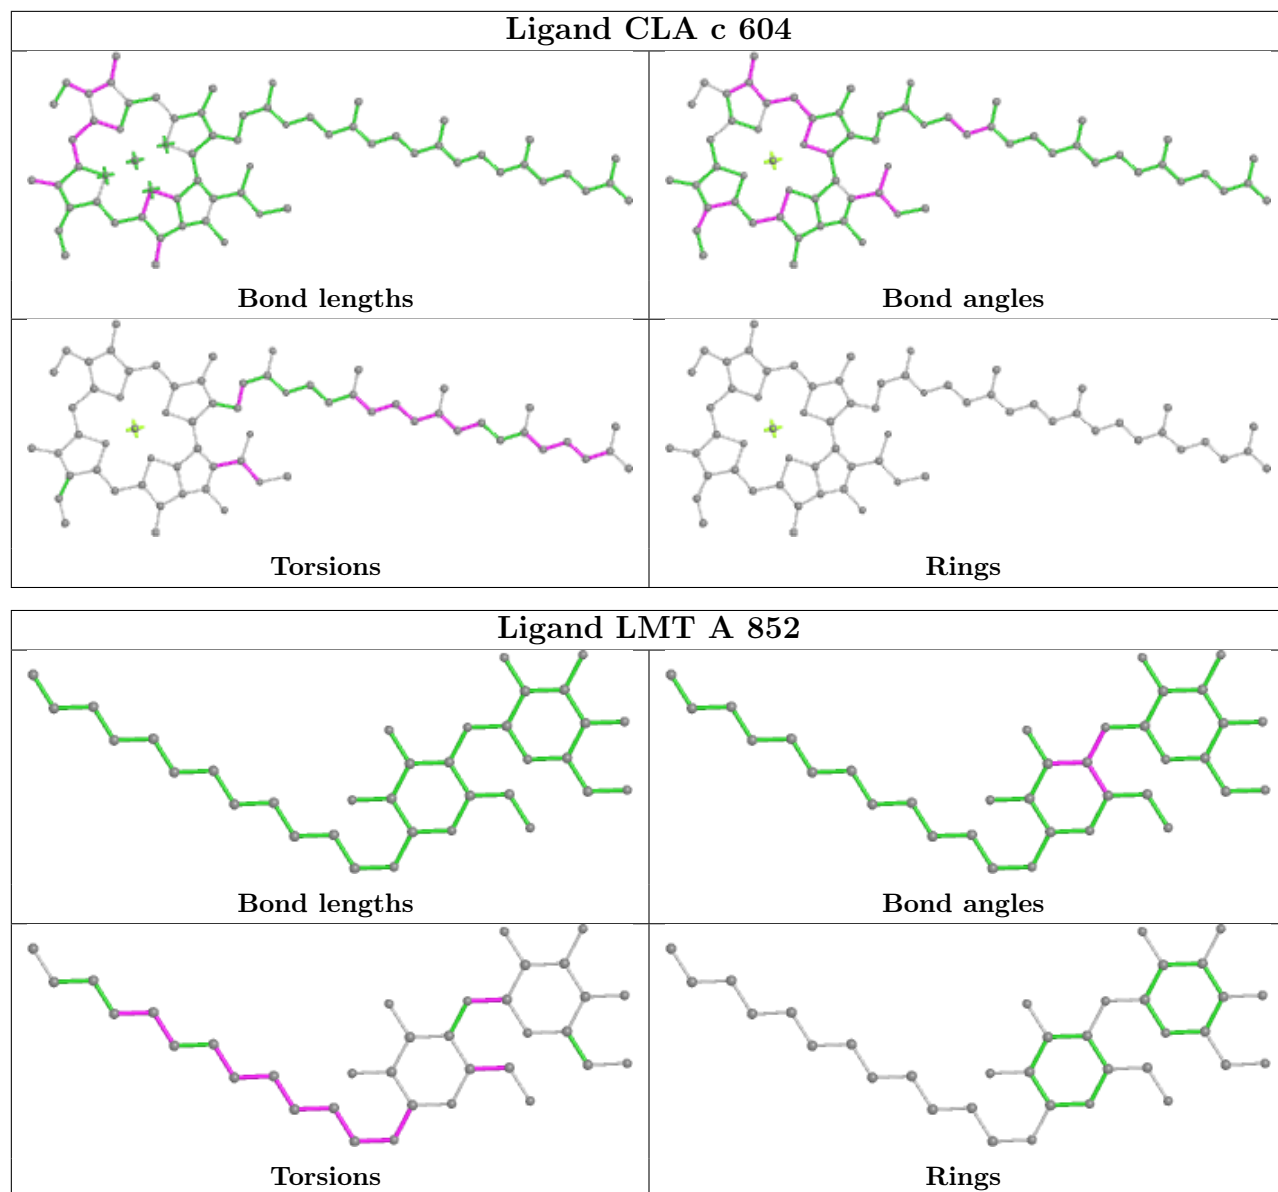 Ligand CLA c 604
Bond lengths
Bond angles
Torsions
Rings
Ligand LMT A 852
Bond lengths
Bond angles
Torsions
Rings